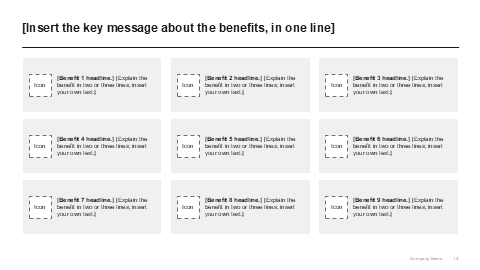 [Insert the key message about the benefits, in one line]
Icon
[Benefit 1 headline.] [Explain the
benefit in two or three lines, insert
your own text.]
Icon
[Benefit 2 headline.] [Explain the
benefit in two or three lines, insert
your own text.]
Icon
[Benefit 3 headline.] [Explain the
benefit in two or three lines, insert
your own text.]
Icon
[Benefit 4 headline.] [Explain the
benefit in two or three lines, insert
your own text.]
Icon
[Benefit 5 headline.] [Explain the
benefit in two or three lines, insert
your own text.]
Icon
[Benefit 6 headline.] [Explain the
benefit in two or three lines, insert
your own text.]
Icon
[Benefit 7 headline.] [Explain the
benefit in two or three lines, insert
your own text.]
Icon
[Benefit 8 headline.] [Explain the
benefit in two or three lines, insert
your own text.]
Icon
[Benefit 9 headline.] [Explain the
benefit in two or three lines, insert
your own text.]
Company Name